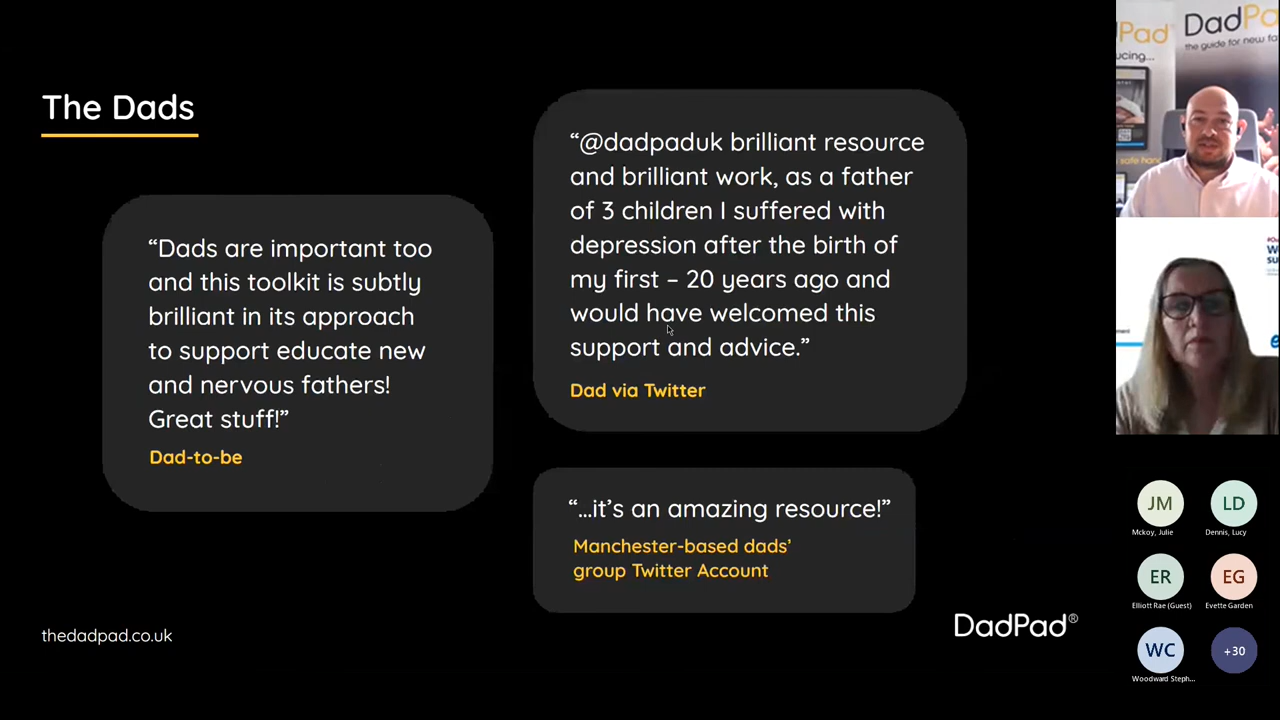 The Dads
“Dads are important too
and this toolkit is subtly
brilliant in its approach
to support educate new
and nervous fathers!
Great stuff!”
Dad-to-be
“@dadpaduk brilliant resource
and brilliant work, as a father
of 3 children I suffered with
depression after the birth of
my first – 20 years ago and
would have welcomed this
support and advice.”
Dad via Twitter
“...it’s an amazing resource!”
Manchester-based dads’
group Twitter Account
thedadpad.co.uk
DadPad®
Pad
ucing...
DadPa
the guide for new fa
safe han
JM
Mckoy, Julie
LD
Dennis, Lucy
ER
Elliott Rae (Guest)
EG
Evette Garden
WC
Woodward Steph...
+30